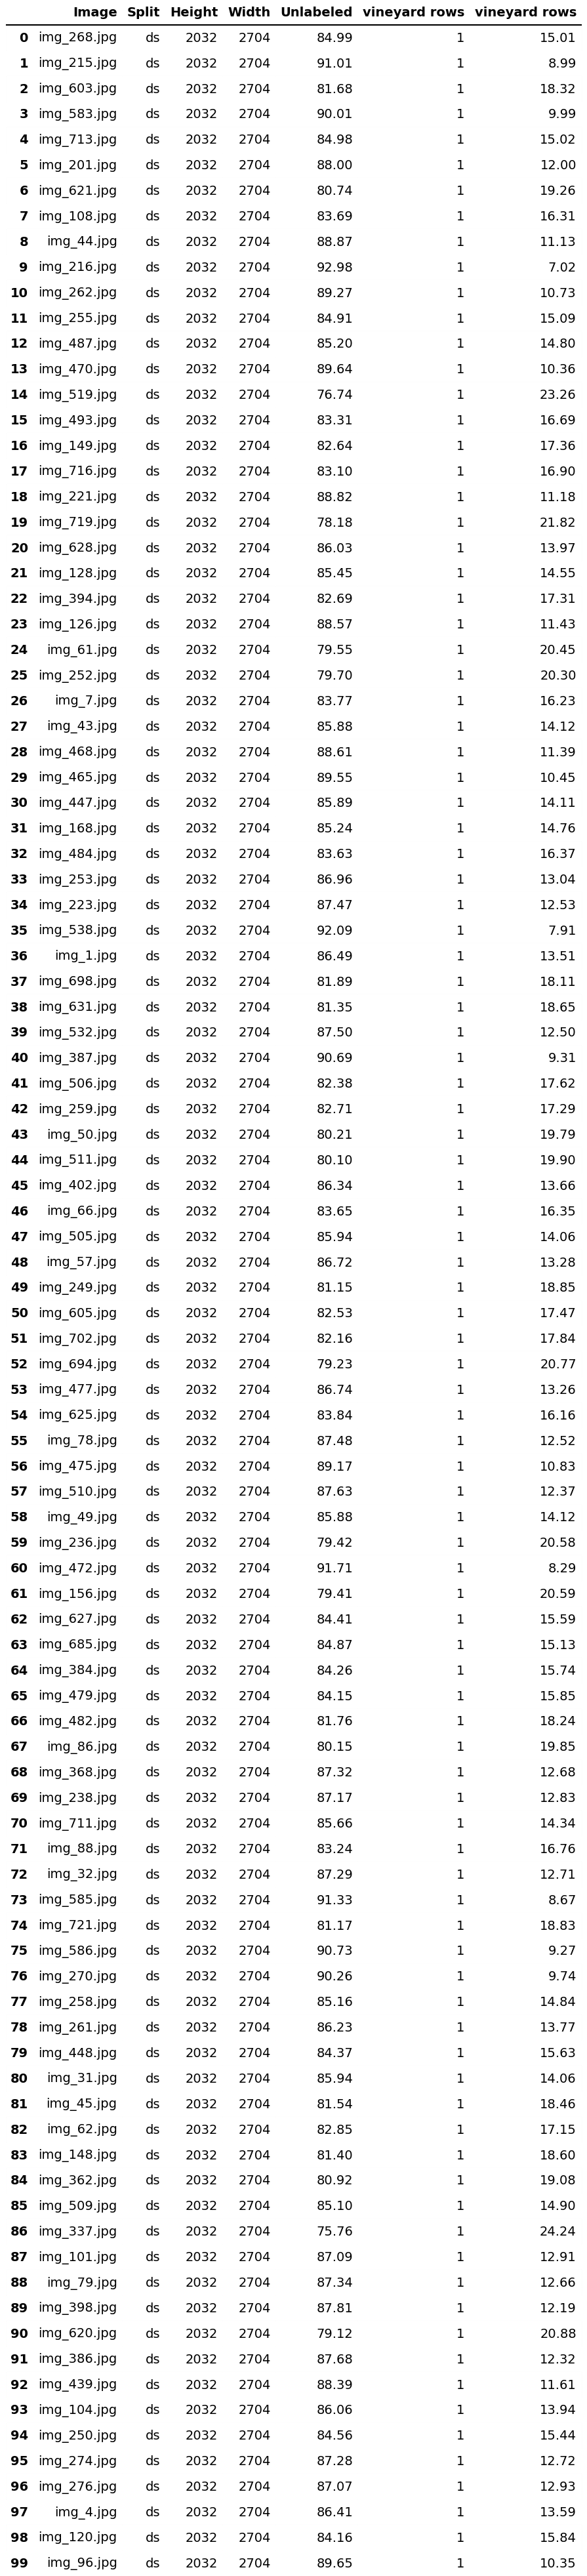 Image Split Height Width Unlabeled vineyard rows vineyard rows
0 img_268.jpg ds 2032 2704 84.99 1 15.01
1 img_215.jpg ds 2032 2704 91.01 1 8.99
2 img_603.jpg ds 2032 2704 81.68 1 18.32
3 img_583.jpg ds 2032 2704 90.01 1 9.99
4 img_713.jpg ds 2032 2704 84.98 1 15.02
5 img_201.jpg ds 2032 2704 88.00 1 12.00
6 img_621.jpg ds 2032 2704 80.74 1 19.26
7 img_108.jpg ds 2032 2704 83.69 1 16.31
8 img_44.jpg ds 2032 2704 88.87 1 11.13
9 img_216.jpg ds 2032 2704 92.98 1 7.02
10 img_262.jpg ds 2032 2704 89.27 1 10.73
11 img_255.jpg ds 2032 2704 84.91 1 15.09
12 img_487.jpg ds 2032 2704 85.20 1 14.80
13 img_470.jpg ds 2032 2704 89.64 1 10.36
14 img_519.jpg ds 2032 2704 76.74 1 23.26
15 img_493.jpg ds 2032 2704 83.31 1 16.69
16 img_149.jpg ds 2032 2704 82.64 1 17.36
17 img_716.jpg ds 2032 2704 83.10 1 16.90
18 img_221.jpg ds 2032 2704 88.82 1 11.18
19 img_719.jpg ds 2032 2704 78.18 1 21.82
20 img_628.jpg ds 2032 2704 86.03 1 13.97
21 img_128.jpg ds 2032 2704 85.45 1 14.55
22 img_394.jpg ds 2032 2704 82.69 1 17.31
23 img_126.jpg ds 2032 2704 88.57 1 11.43
24 img_61.jpg ds 2032 2704 79.55 1 20.45
25 img_252.jpg ds 2032 2704 79.70 1 20.30
26 img_7.jpg ds 2032 2704 83.77 1 16.23
27 img_43.jpg ds 2032 2704 85.88 1 14.12
28 img_468.jpg ds 2032 2704 88.61 1 11.39
29 img_465.jpg ds 2032 2704 89.55 1 10.45
30 img_447.jpg ds 2032 2704 85.89 1 14.11
31 img_168.jpg ds 2032 2704 85.24 1 14.76
32 img_484.jpg ds 2032 2704 83.63 1 16.37
33 img_253.jpg ds 2032 2704 86.96 1 13.04
34 img_223.jpg ds 2032 2704 87.47 1 12.53
35 img_538.jpg ds 2032 2704 92.09 1 7.91
36 img_1.jpg ds 2032 2704 86.49 1 13.51
37 img_698.jpg ds 2032 2704 81.89 1 18.11
38 img_631.jpg ds 2032 2704 81.35 1 18.65
39 img_532.jpg ds 2032 2704 87.50 1 12.50
40 img_387.jpg ds 2032 2704 90.69 1 9.31
41 img_506.jpg ds 2032 2704 82.38 1 17.62
42 img_259.jpg ds 2032 2704 82.71 1 17.29
43 img_50.jpg ds 2032 2704 80.21 1 19.79
44 img_511.jpg ds 2032 2704 80.10 1 19.90
45 img_402.jpg ds 2032 2704 86.34 1 13.66
46 img_66.jpg ds 2032 2704 83.65 1 16.35
47 img_505.jpg ds 2032 2704 85.94 1 14.06
48 img_57.jpg ds 2032 2704 86.72 1 13.28
49 img_249.jpg ds 2032 2704 81.15 1 18.85
50 img_605.jpg ds 2032 2704 82.53 1 17.47
51 img_702.jpg ds 2032 2704 82.16 1 17.84
52 img_694.jpg ds 2032 2704 79.23 1 20.77
53 img_477.jpg ds 2032 2704 86.74 1 13.26
54 img_625.jpg ds 2032 2704 83.84 1 16.16
55 img_78.jpg ds 2032 2704 87.48 1 12.52
56 img_475.jpg ds 2032 2704 89.17 1 10.83
57 img_510.jpg ds 2032 2704 87.63 1 12.37
58 img_49.jpg ds 2032 2704 85.88 1 14.12
59 img_236.jpg ds 2032 2704 79.42 1 20.58
60 img_472.jpg ds 2032 2704 91.71 1 8.29
61 img_156.jpg ds 2032 2704 79.41 1 20.59
62 img_627.jpg ds 2032 2704 84.41 1 15.59
63 img_685.jpg ds 2032 2704 84.87 1 15.13
64 img_384.jpg ds 2032 2704 84.26 1 15.74
65 img_479.jpg ds 2032 2704 84.15 1 15.85
66 img_482.jpg ds 2032 2704 81.76 1 18.24
67 img_86.jpg ds 2032 2704 80.15 1 19.85
68 img_368.jpg ds 2032 2704 87.32 1 12.68
69 img_238.jpg ds 2032 2704 87.17 1 12.83
70 img_711.jpg ds 2032 2704 85.66 1 14.34
71 img_88.jpg ds 2032 2704 83.24 1 16.76
72 img_32.jpg ds 2032 2704 87.29 1 12.71
73 img_585.jpg ds 2032 2704 91.33 1 8.67
74 img_721.jpg ds 2032 2704 81.17 1 18.83
75 img_586.jpg ds 2032 2704 90.73 1 9.27
76 img_270.jpg ds 2032 2704 90.26 1 9.74
77 img_258.jpg ds 2032 2704 85.16 1 14.84
78 img_261.jpg ds 2032 2704 86.23 1 13.77
79 img_448.jpg ds 2032 2704 84.37 1 15.63
80 img_31.jpg ds 2032 2704 85.94 1 14.06
81 img_45.jpg ds 2032 2704 81.54 1 18.46
82 img_62.jpg ds 2032 2704 82.85 1 17.15
83 img_148.jpg ds 2032 2704 81.40 1 18.60
84 img_362.jpg ds 2032 2704 80.92 1 19.08
85 img_509.jpg ds 2032 2704 85.10 1 14.90
86 img_337.jpg ds 2032 2704 75.76 1 24.24
87 img_101.jpg ds 2032 2704 87.09 1 12.91
88 img_79.jpg ds 2032 2704 87.34 1 12.66
89 img_398.jpg ds 2032 2704 87.81 1 12.19
90 img_620.jpg ds 2032 2704 79.12 1 20.88
91 img_386.jpg ds 2032 2704 87.68 1 12.32
92 img_439.jpg ds 2032 2704 88.39 1 11.61
93 img_104.jpg ds 2032 2704 86.06 1 13.94
94 img_250.jpg ds 2032 2704 84.56 1 15.44
95 img_274.jpg ds 2032 2704 87.28 1 12.72
96 img_276.jpg ds 2032 2704 87.07 1 12.93
97 img_4.jpg ds 2032 2704 86.41 1 13.59
98 img_120.jpg ds 2032 2704 84.16 1 15.84
99 img_96.jpg ds 2032 2704 89.65 1 10.35